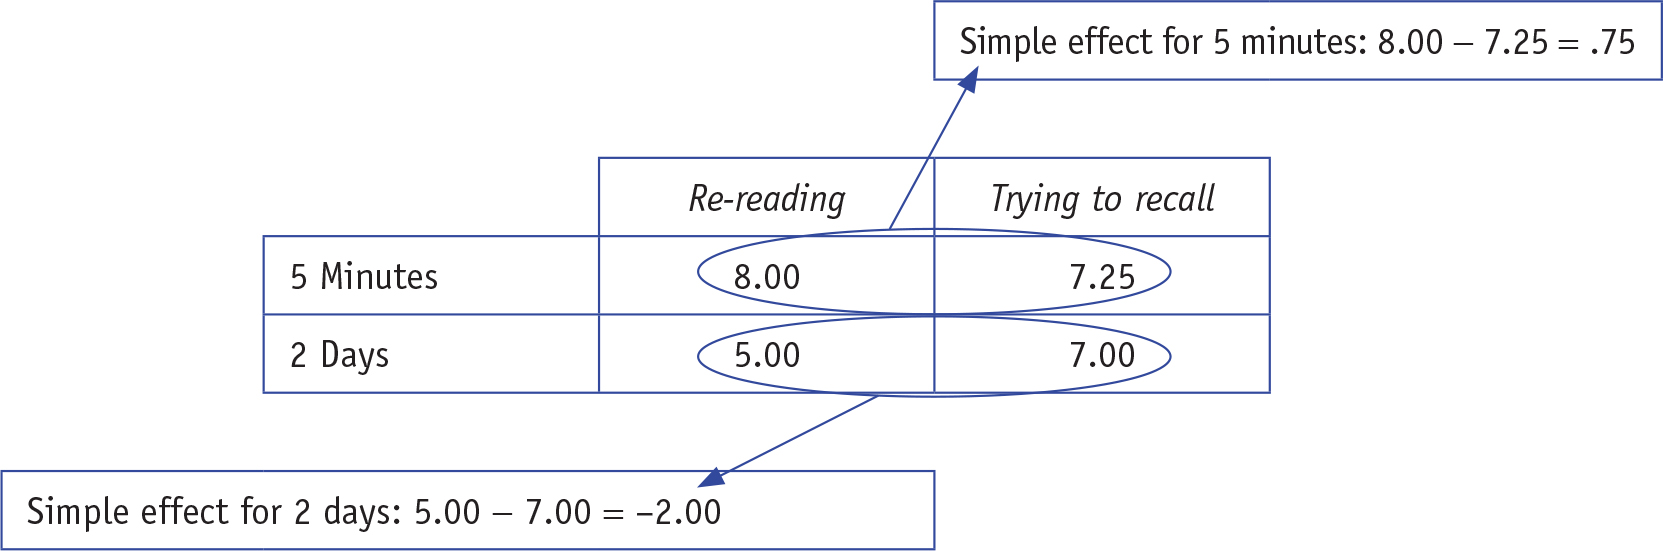 Simple effect for 5 minutes: 8.00 – 7.25 = .75
Re-reading Trying to recall
5 Minutes 8.00 7.25
2 Days 5.00 7.00
Simple effect for 2 days: 5.00 – 7.00 = –2.00